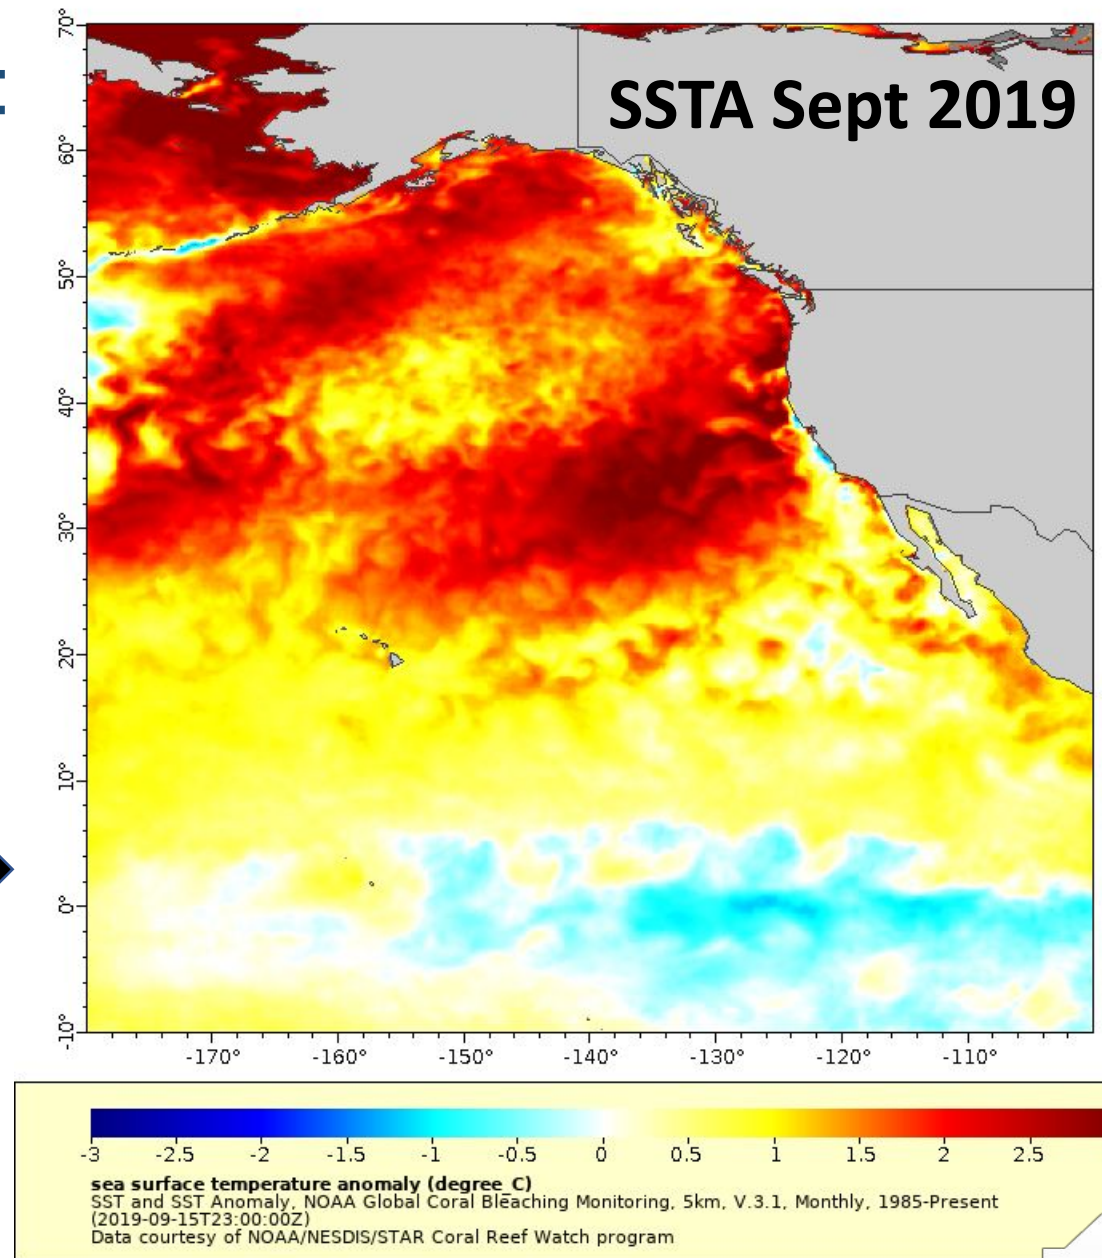 SSTA Sept 2019
70°
60°
50°
40°
30°
20°
10°
0°
-10°
-170° -160° -150° -140° -130° -120° -110°
-3 -2.5 -2 -1.5 -1 -0.5 0 0.5 1 1.5 2 2.5
sea surface temperature anomaly (degree_C)
SST and SST Anomaly, NOAA Global Coral Bleaching Monitoring, 5km, V.3.1, Monthly, 1985-Present
(2019-09-15T23:00:00Z)
Data courtesy of NOAA/NESDIS/STAR Coral Reef Watch program